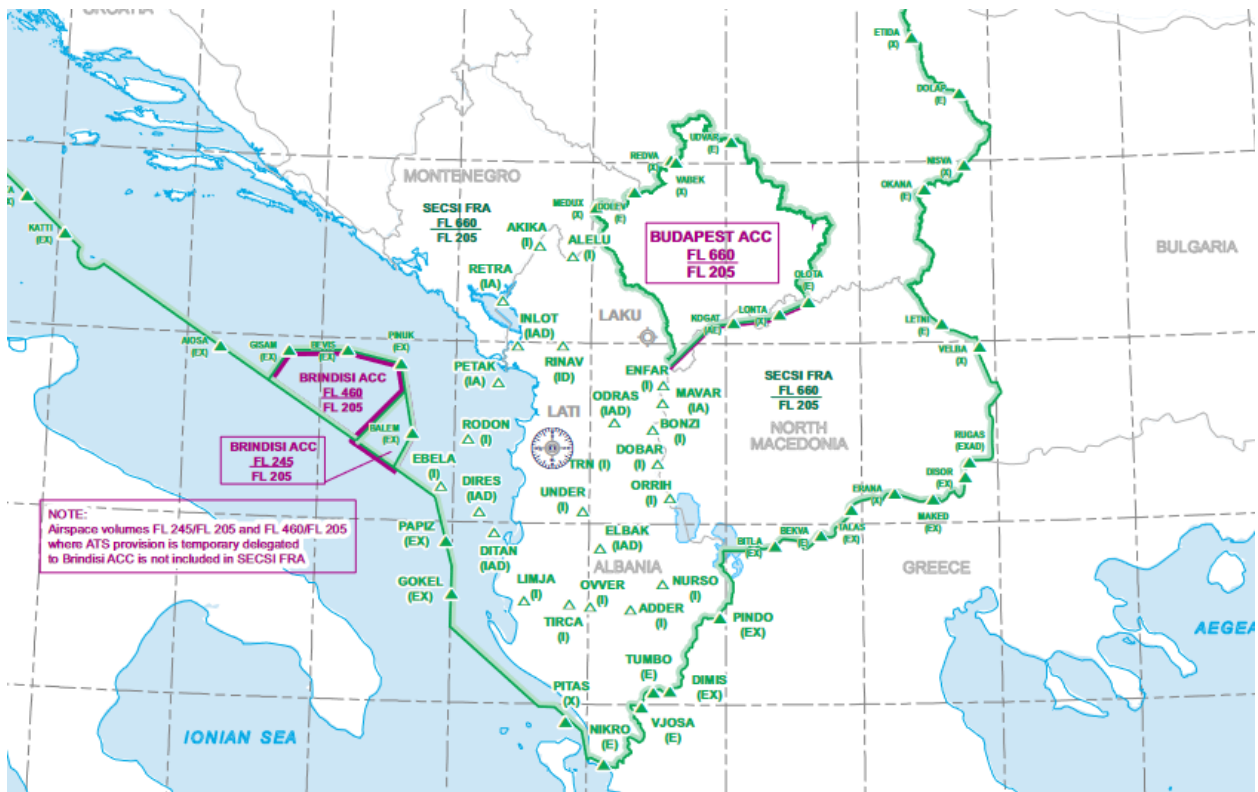 CROATIA
ETIDA
(X)
DOLAP
(E)
UDVAR
(E)
REDVA
(X)
VABEK
(X)
NISVA
(X)
OKANA
(E)
MONTENEGRO
MEDUX
(X)
DOLEV
(E)
SECSI FRA
FL 660
FL 205
KATTI
(EX)
AKIKA
(I)
ALELU
(I)
BUDAPEST ACC
FL 660
FL 205
BULGARIA
RETRA
(IA)
QLOTA
(E)
LONTA
(X)
KOGAT
(AE)
LAKU
INLOT
(IAD)
LETNI
(E)
VELBA
(X)
AIOSA
(EX)
GISAM
(EX)
BEVIS
(EX)
PINUK
(EX)
RINAV
(ID)
PETAK
(IA)
BRINDISI ACC
FL 460
FL 205
ENFAR
(I)
MAVAR
(IA)
SECSI FRA
FL 660
FL 205
ODRAS
(IAD)
LATI
NORTH
MACEDONIA
BALEM
(EX)
RODON
(I)
BONZI
(I)
RUGAS
(EXAD)
BRINDISI ACC
FL 245
FL 205
EBELA
(I)
TRN (I)
DOBAR
(I)
DISOR
(EX)
DIRES
(IAD)
UNDER
(I)
ORRIH
(I)
ERANA
(X)
MAKED
(EX)
NOTE:
Airspace volumes FL 245/FL 205 and FL 460/FL 205
where ATS provision is temporary delegated
to Brindisi ACC is not included in SECSI FRA
PAPIZ
(EX)
DITAN
(IAD)
ELBAK
(IAD)
BITLA
(EX)
BEKVA
(E)
TALAS
(EX)
ALBANIA
GREECE
GOKEL
(EX)
LIMJA
(I)
OVVER
(I)
NURSO
(I)
TIRCA
(I)
ADDER
(I)
PINDO
(EX)
AEGEA
TUMBO
(E)
DIMIS
(EX)
PITAS
(X)
NIKRO
(E)
VJOSA
(E)
IONIAN SEA